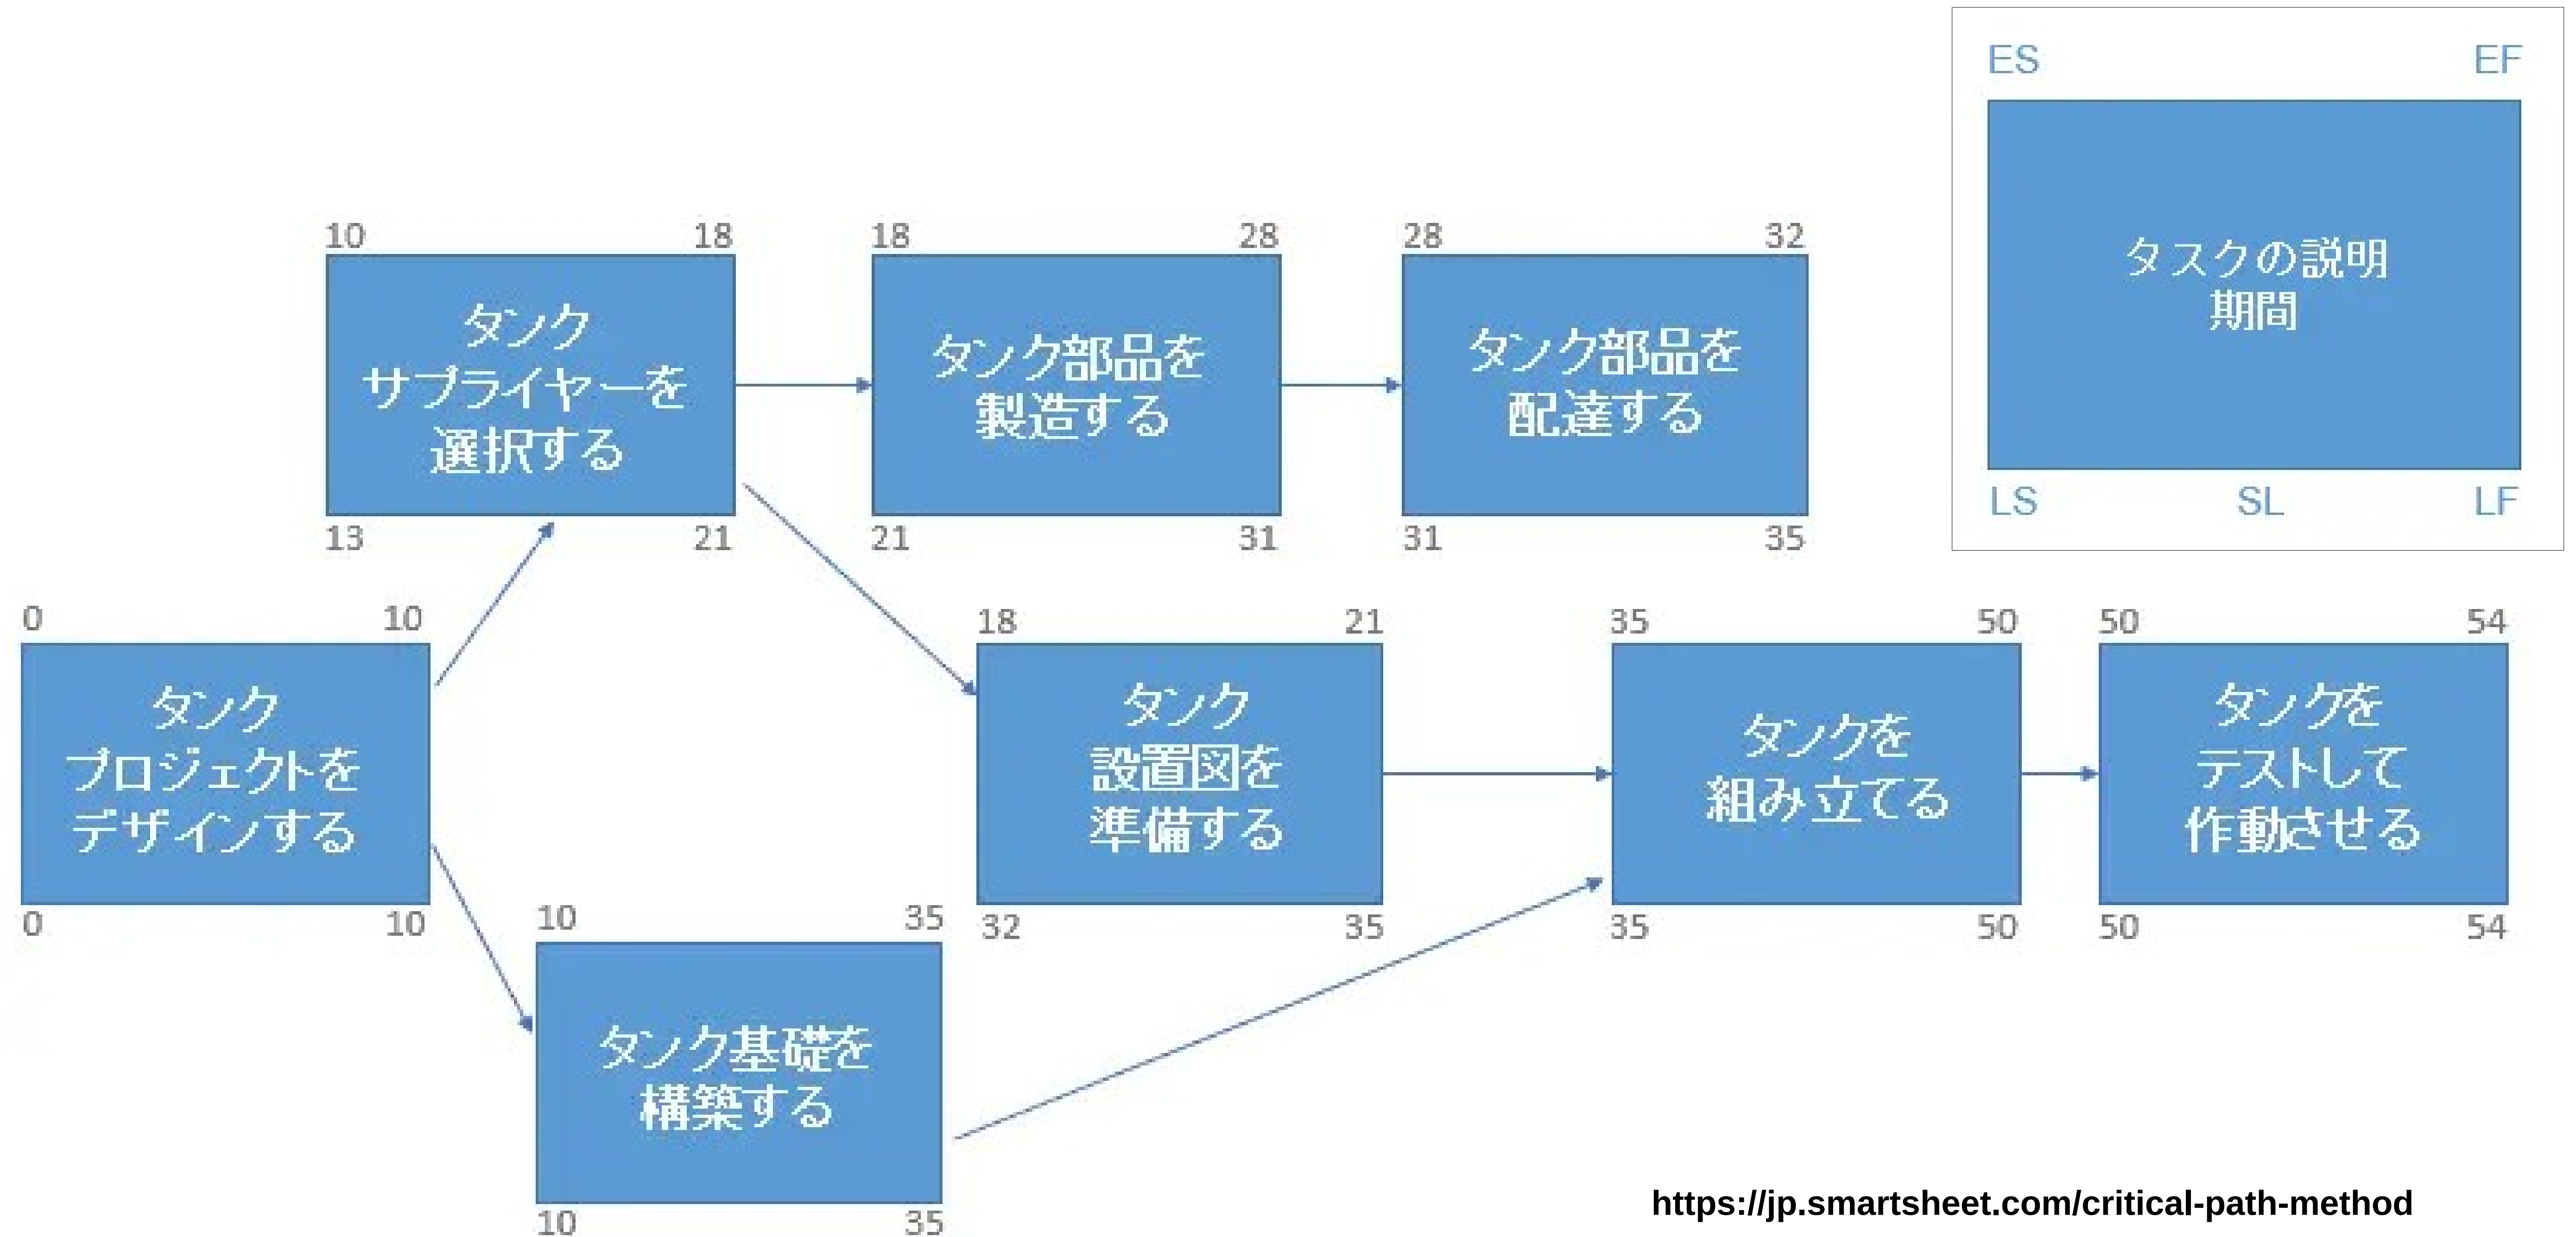 ES EF
タスクの説明
期間
LS SL LF
10 18
タンク
サプライヤーを
選択する
13 21
18 28
タンク部品を
製造する
21 31
28 32
タンク部品を
配達する
31 35
0 10
タンク
プロジェクトを
デザインする
0 10
18 21
タンク
設置図を
準備する
32 35
35 50
タンクを
組み立てる
35 50
50 54
タンクを
テストして
作動させる
50 54
10 35
タンク基礎を
構築する
10 35
https://jp.smartsheet.com/critical-path-method